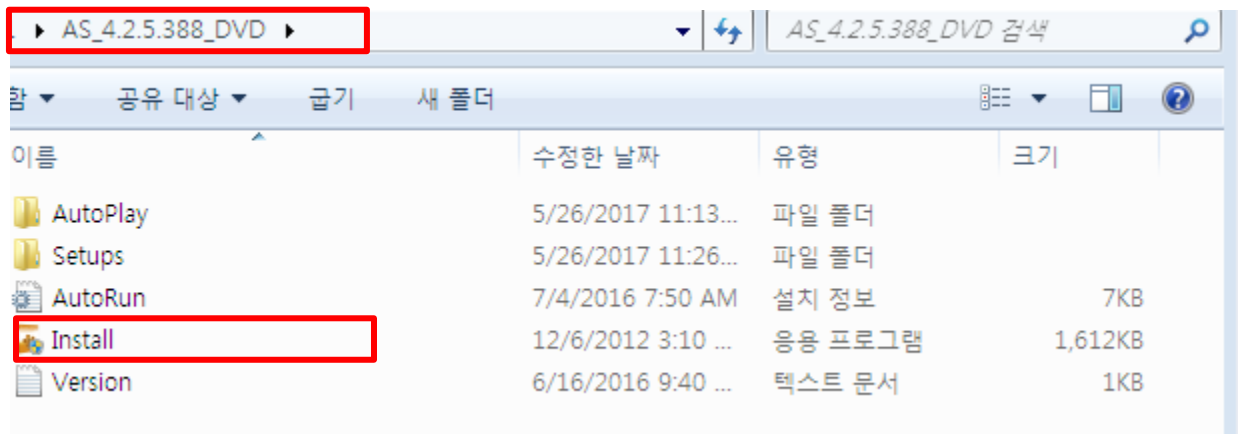 AS_4.2.5.388_DVD AS_4.2.5.388_DVD 검색
함 공유 대상 굽기 새 폴더
이름 수정한 날짜 유형 크기
AutoPlay 5/26/2017 11:13... 파일 폴더
Setups 5/26/2017 11:26... 파일 폴더
AutoRun 7/4/2016 7:50 AM 설치 정보 7KB
Install 12/6/2012 3:10 ... 응용 프로그램 1,612KB
Version 6/16/2016 9:40 ... 텍스트 문서 1KB